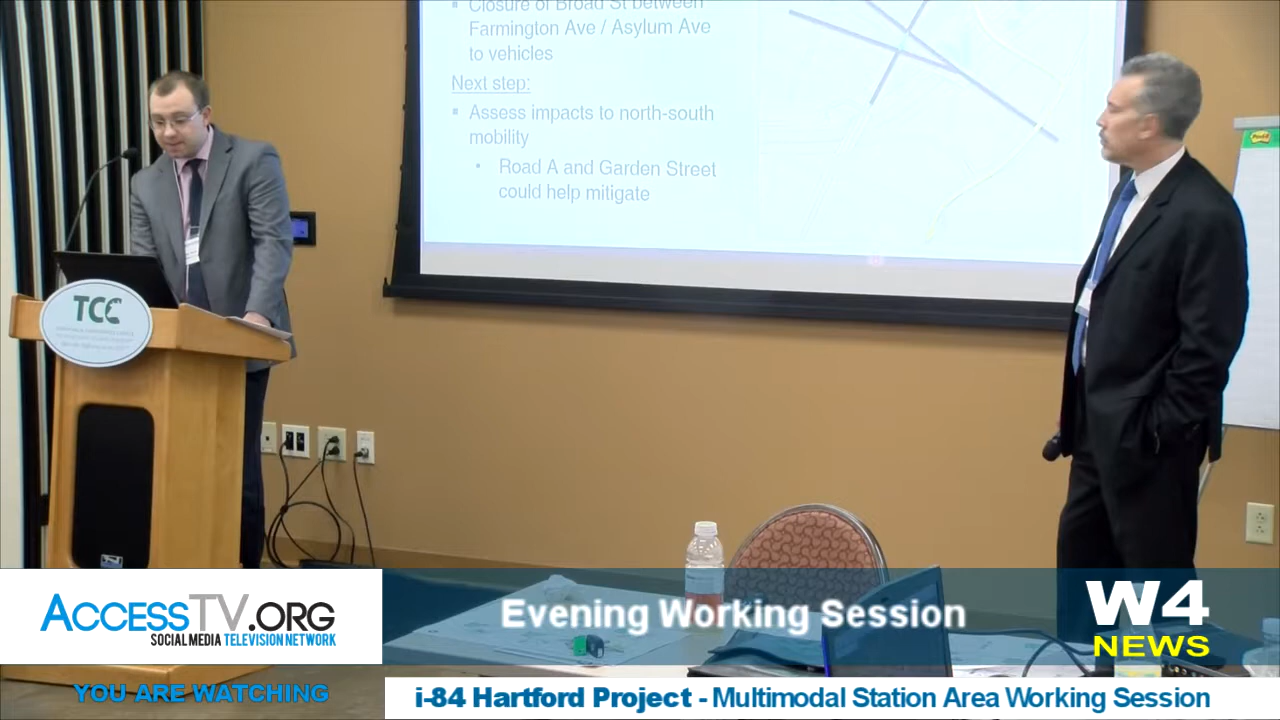 Closure of Broad St between
Farmington Ave / Asylum Ave
to vehicles
Next step:
Assess impacts to north-south
mobility
Road A and Garden Street
could help mitigate
Post-it
TCC
ACCESSTV.ORG
SOCIAL MEDIA TELEVISION NETWORK
Evening Working Session
W4
NEWS
YOU ARE WATCHING
i-84 Hartford Project - Multimodal Station Area Working Session